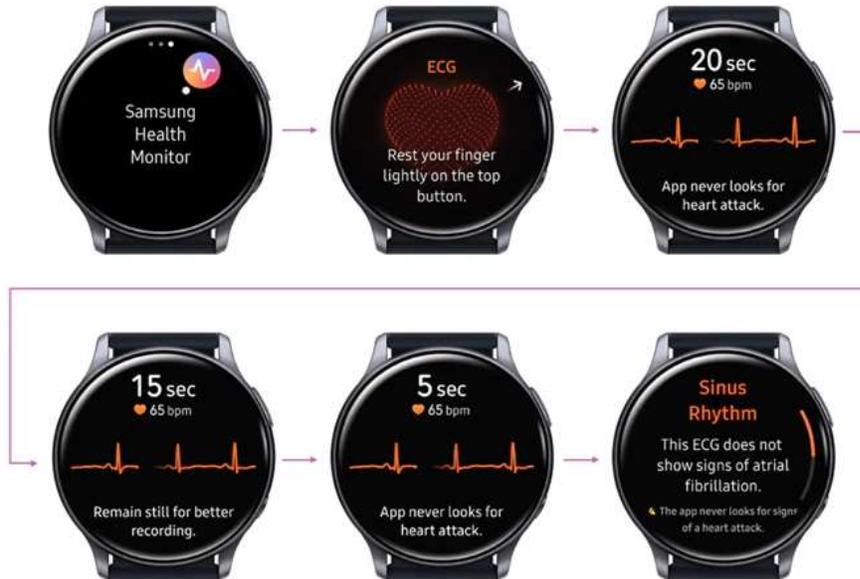 Samsung
Health
Monitor
ECG
Rest your finger
lightly on the top
button.
20 sec
65 bpm
App never looks for
heart attack.
15 sec
65 bpm
Remain still for better
recording.
5 sec
65 bpm
App never looks for
heart attack.
Sinus
Rhythm
This ECG does not
show signs of atrial
fibrillation.
The app never looks for signs
of a heart attack.